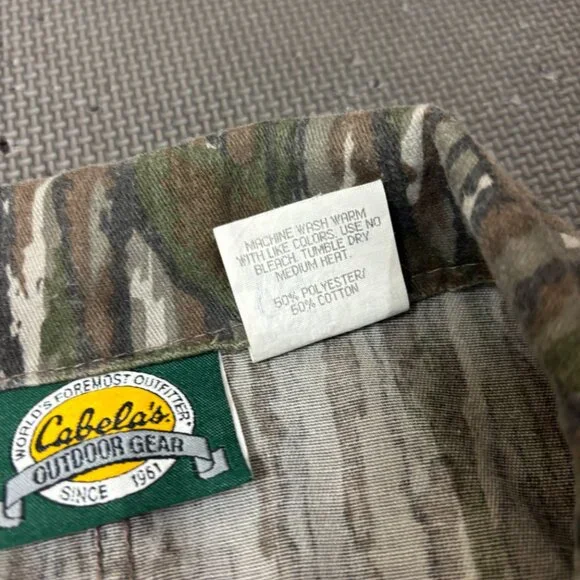 MACHINE WASH WARM
WITH LIKE COLORS. USE NO
BLEACH. TUMBLE DRY
MEDIUM HEAT.
50% POLYESTER/
50% COTTON
WORLD'S FOREMOST OUTFITTER
Cabela's
OUTDOOR GEAR
SINCE 1961